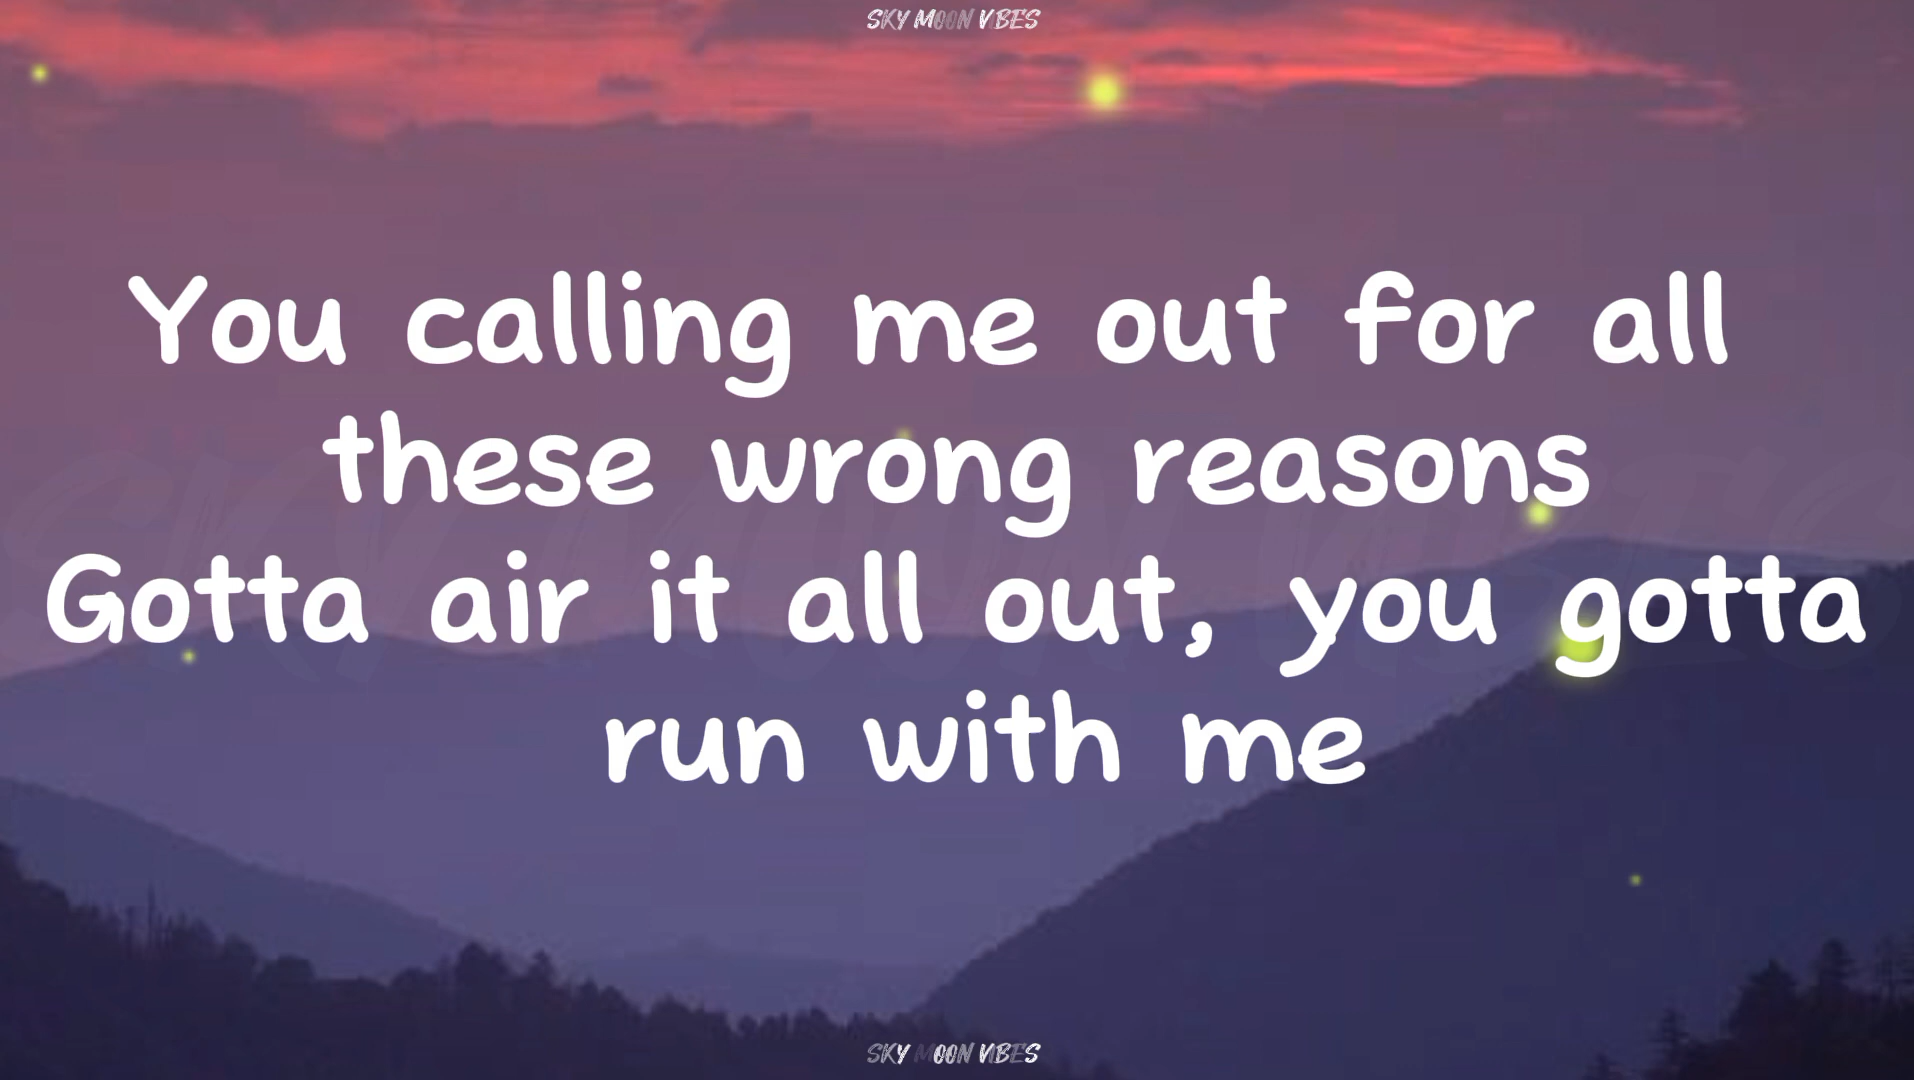 SKY MOON VIBES
You calling me out for all
these wrong reasons
Gotta air it all out, you gotta
run with me
SKY MOON VIBES